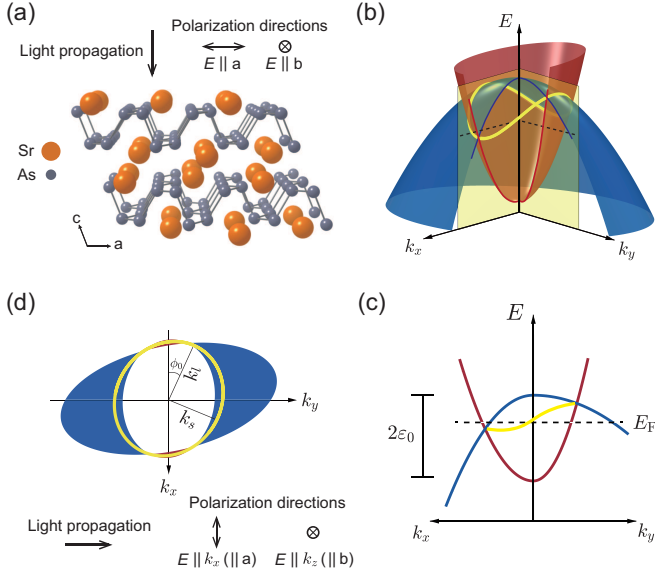 (a)
Polarization directions
Light propagation
E || a
E || b
Sr
As
c
a
(b)
E
k_x
k_y
(d)
ϕ_0
k_l
k_s
k_y
k_x
Polarization directions
Light propagation
E || k_x (|| a)
E || k_z (|| b)
(c)
E
2ε_0
E_F
k_x
k_y